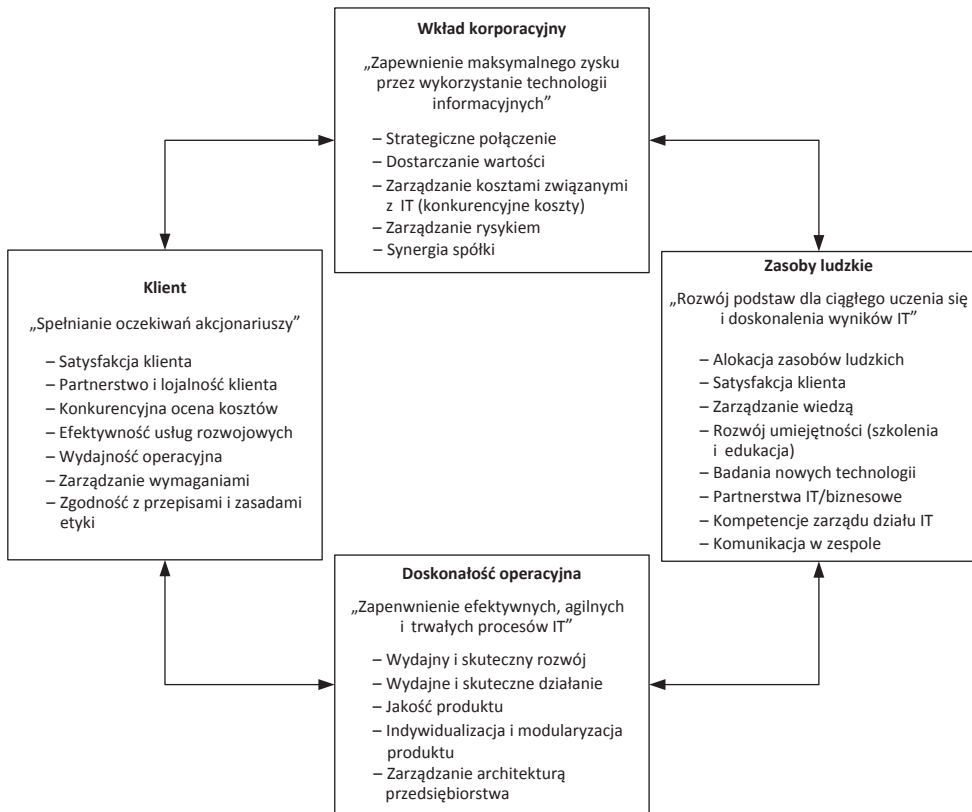 Wkład korporacyjny
„Zapewnienie maksymalnego zysku
przez wykorzystanie technologii
informacyjnych”
– Strategiczne połączenie
– Dostarczanie wartości
– Zarządzanie kosztami związanymi
z IT (konkurencyjne koszty)
– Zarządzanie rysykiem
– Synergia spółki
Klient
„Spełnianie oczekiwań akcjonariuszy”
– Satysfakcja klienta
– Partnerstwo i lojalność klienta
– Konkurencyjna ocena kosztów
– Efektywność usług rozwojowych
– Wydajność operacyjna
– Zarządzanie wymaganiami
– Zgodność z przepisami i zasadami
etyki
Zasoby ludzkie
„Rozwój podstaw dla ciągłego uczenia się
i doskonalenia wyników IT”
– Alokacja zasobów ludzkich
– Satysfakcja klienta
– Zarządzanie wiedzą
– Rozwój umiejętności (szkolenia
i edukacja)
– Badania nowych technologii
– Partnerstwa IT/biznesowe
– Kompetencje zarządu działu IT
– Komunikacja w zespole
Doskonałość operacyjna
„Zapenwnienie efektywnych, agilnych
i trwałych procesów IT”
– Wydajny i skuteczny rozwój
– Wydajne i skuteczne działanie
– Jakość produktu
– Indywidualizacja i modularyzacja
produktu
– Zarządzanie architekturą
przedsiębiorstwa